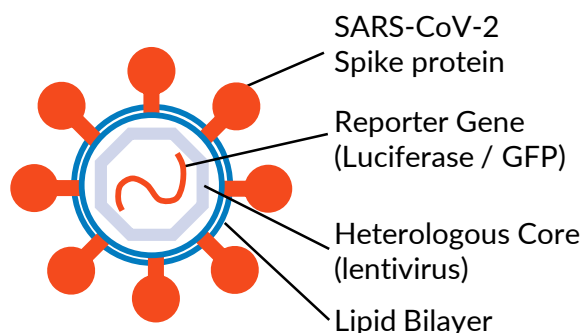 SARS-CoV-2
Spike protein
Reporter Gene
(Luciferase / GFP)
Heterologous Core
(lentivirus)
Lipid Bilayer